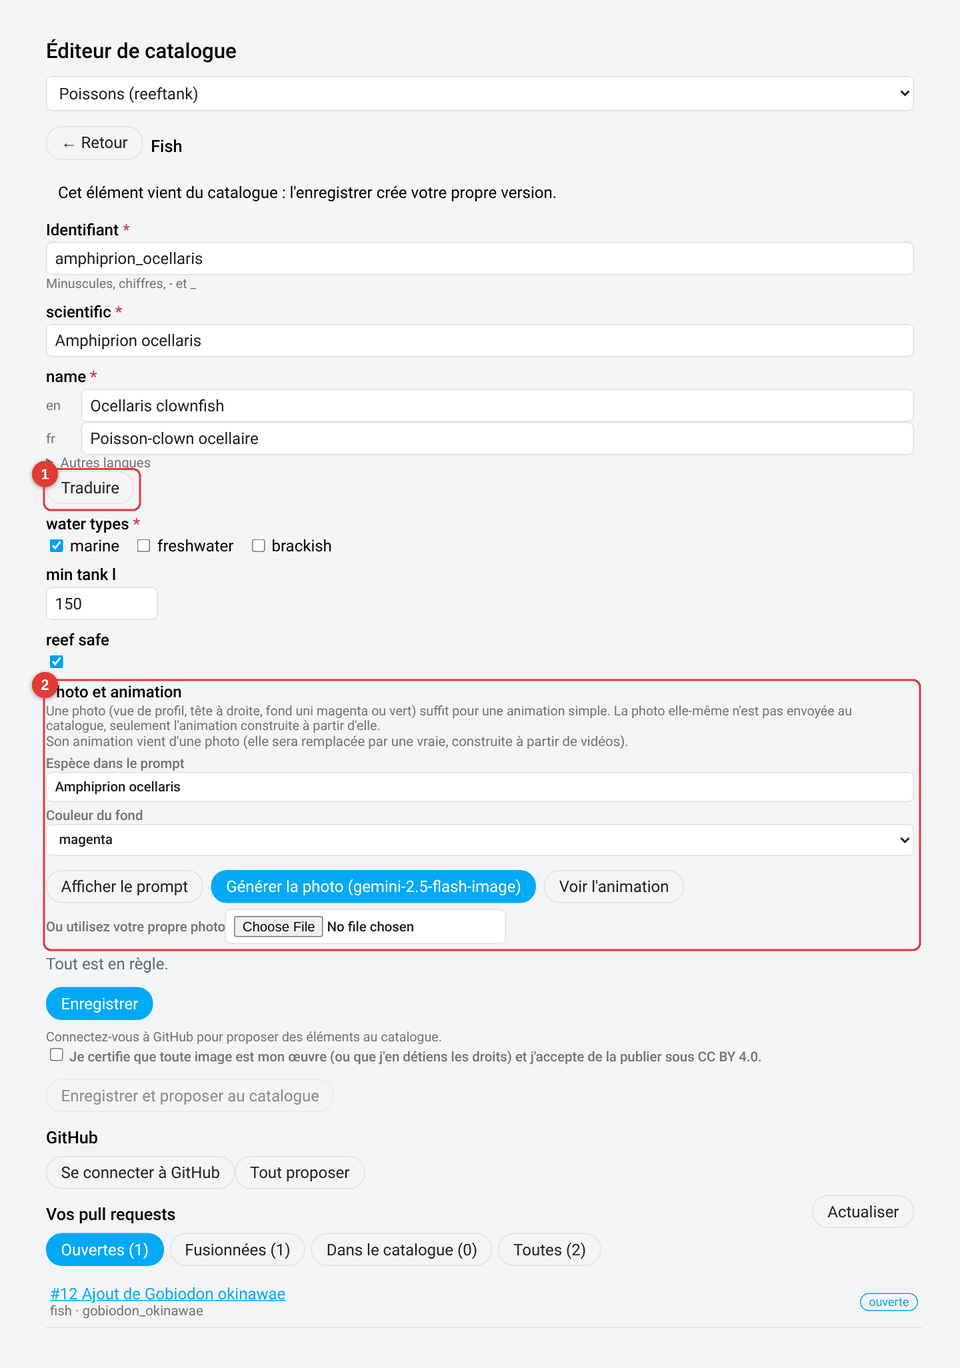 Éditeur de catalogue
Poissons (reeftank)
← Retour Fish
Cet élément vient du catalogue : l'enregistrer crée votre propre version.
Identifiant *
amphiprion_ocellaris
Minuscules, chiffres, - et _
scientific *
Amphiprion ocellaris
name *
en Ocellaris clownfish
fr Poisson-clown ocellaire
Autres langues
1
Traduire
water types *
marine freshwater brackish
min tank l
150
reef safe
2
hoto et animation
Une photo (vue de profil, tête à droite, fond uni magenta ou vert) suffit pour une animation simple. La photo elle-même n'est pas envoyée au
catalogue, seulement l'animation construite à partir d'elle.
Son animation vient d'une photo (elle sera remplacée par une vraie, construite à partir de vidéos).
Espèce dans le prompt
Amphiprion ocellaris
Couleur du fond
magenta
Afficher le prompt Générer la photo (gemini-2.5-flash-image) Voir l'animation
Ou utilisez votre propre photo Choose File No file chosen
Tout est en règle.
Enregistrer
Connectez-vous à GitHub pour proposer des éléments au catalogue.
Je certifie que toute image est mon œuvre (ou que j'en détiens les droits) et j'accepte de la publier sous CC BY 4.0.
Enregistrer et proposer au catalogue
GitHub
Se connecter à GitHub Tout proposer
Vos pull requests Actualiser
Ouvertes (1) Fusionnées (1) Dans le catalogue (0) Toutes (2)
#12 Ajout de Gobiodon okinawae
fish · gobiodon_okinawae ouverte